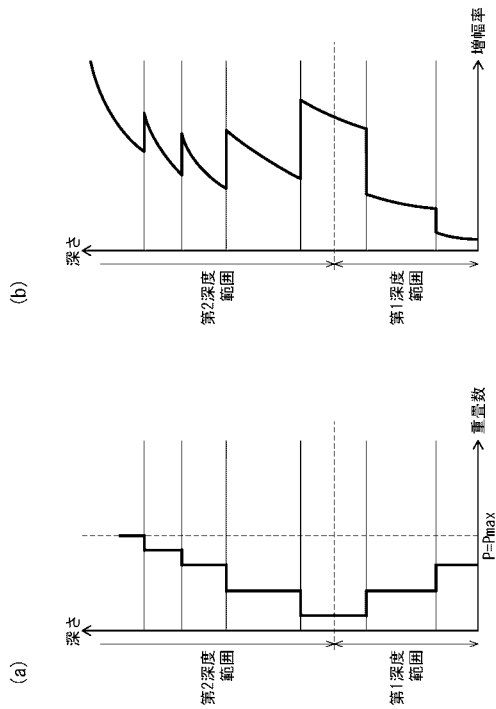 (a)
深さ
第2深度
範囲
第1深度
範囲
P=Pmax
重畳数
(b)
深さ
第2深度
範囲
第1深度
範囲
増幅率